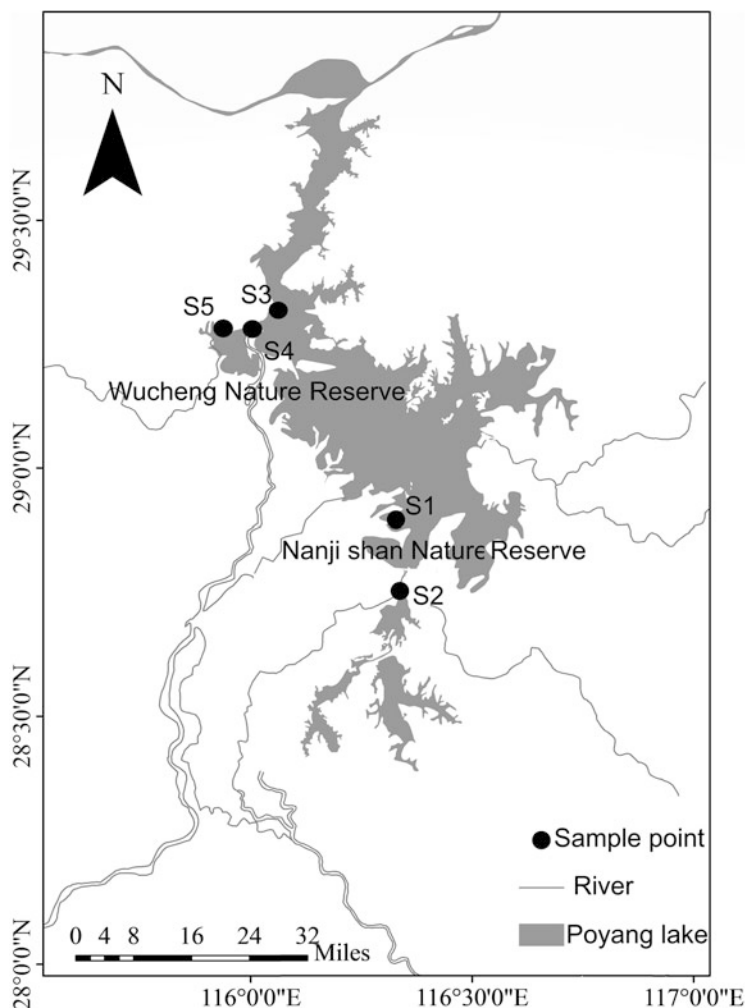 N
29°30'0"N
S3
S5
S4
Wucheng Nature Reserve
29°0'0"N
S1
Nanji shan Nature Reserve
S2
28°30'0"N
Sample point
River
Poyang lake
0 4 8 16 24 32
Miles
28°0'0"N
116°0'0"E 116°30'0"E 117°0'0"E